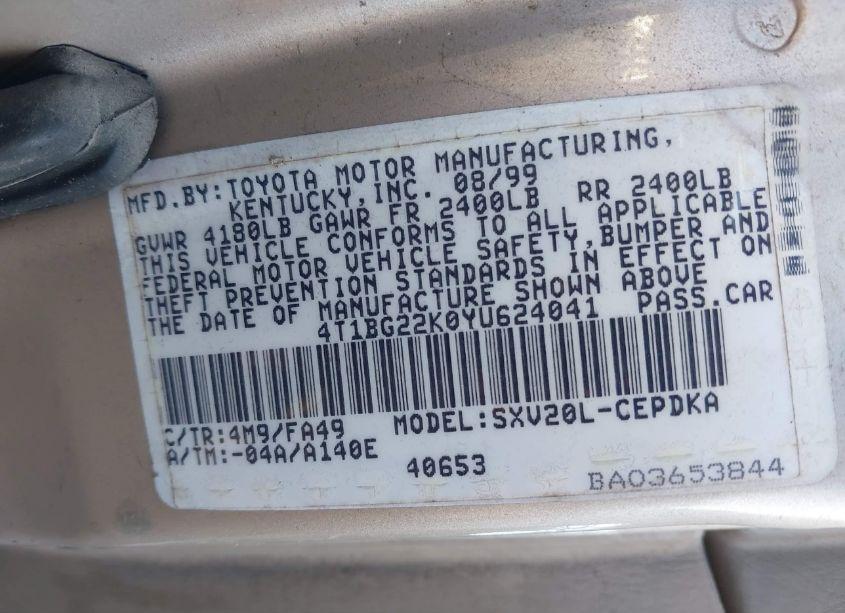 MFD.BY:TOYOTA MOTOR MANUFACTURING,
KENTUCKY,INC. 08/99
GVWR 4180LB GAWR FR 2400LB RR 2400LB
THIS VEHICLE CONFORMS TO ALL APPLICABLE
FEDERAL MOTOR VEHICLE SAFETY,BUMPER AND
THEFT PREVENTION STANDARDS IN EFFECT ON
THE DATE OF MANUFACTURE SHOWN ABOVE
4T1BG22K0YU624041 PASS.CAR
C/TR:4M9/FA49 MODEL:SXV20L-CEPDKA
A/TM:-04A/A140E
40653
BA03653844